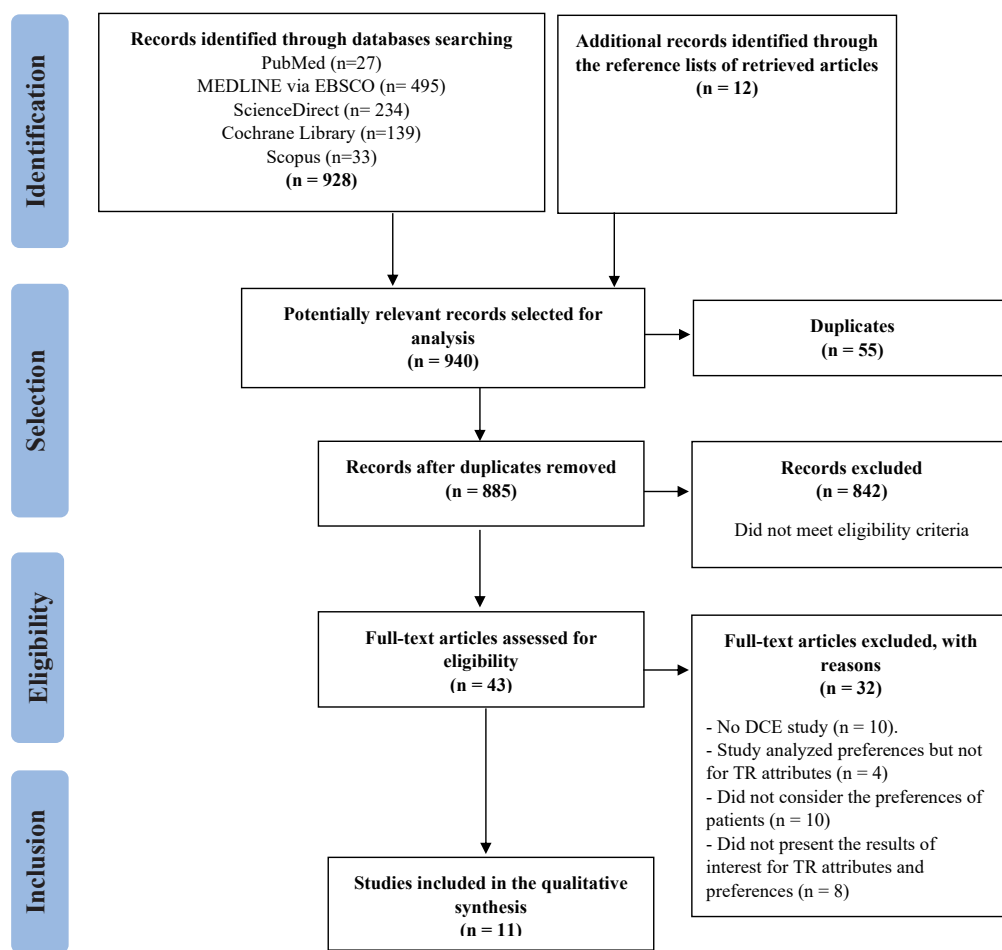 Identification
Records identified through databases searching
PubMed (n=27)
MEDLINE via EBSCO (n= 495)
ScienceDirect (n= 234)
Cochrane Library (n=139)
Scopus (n=33)
(n = 928)
Additional records identified through
the reference lists of retrieved articles
(n = 12)
Selection
Potentially relevant records selected for
analysis
(n = 940)
Duplicates
(n = 55)
Records after duplicates removed
(n = 885)
Records excluded
(n = 842)
Did not meet eligibility criteria
Eligibility
Full-text articles assessed for
eligibility
(n = 43)
Full-text articles excluded, with
reasons
(n = 32)
- No DCE study (n = 10).
- Study analyzed preferences but not
for TR attributes (n = 4)
- Did not consider the preferences of
patients (n = 10)
- Did not present the results of
interest for TR attributes and
preferences (n = 8)
Inclusion
Studies included in the qualitative
synthesis
(n = 11)